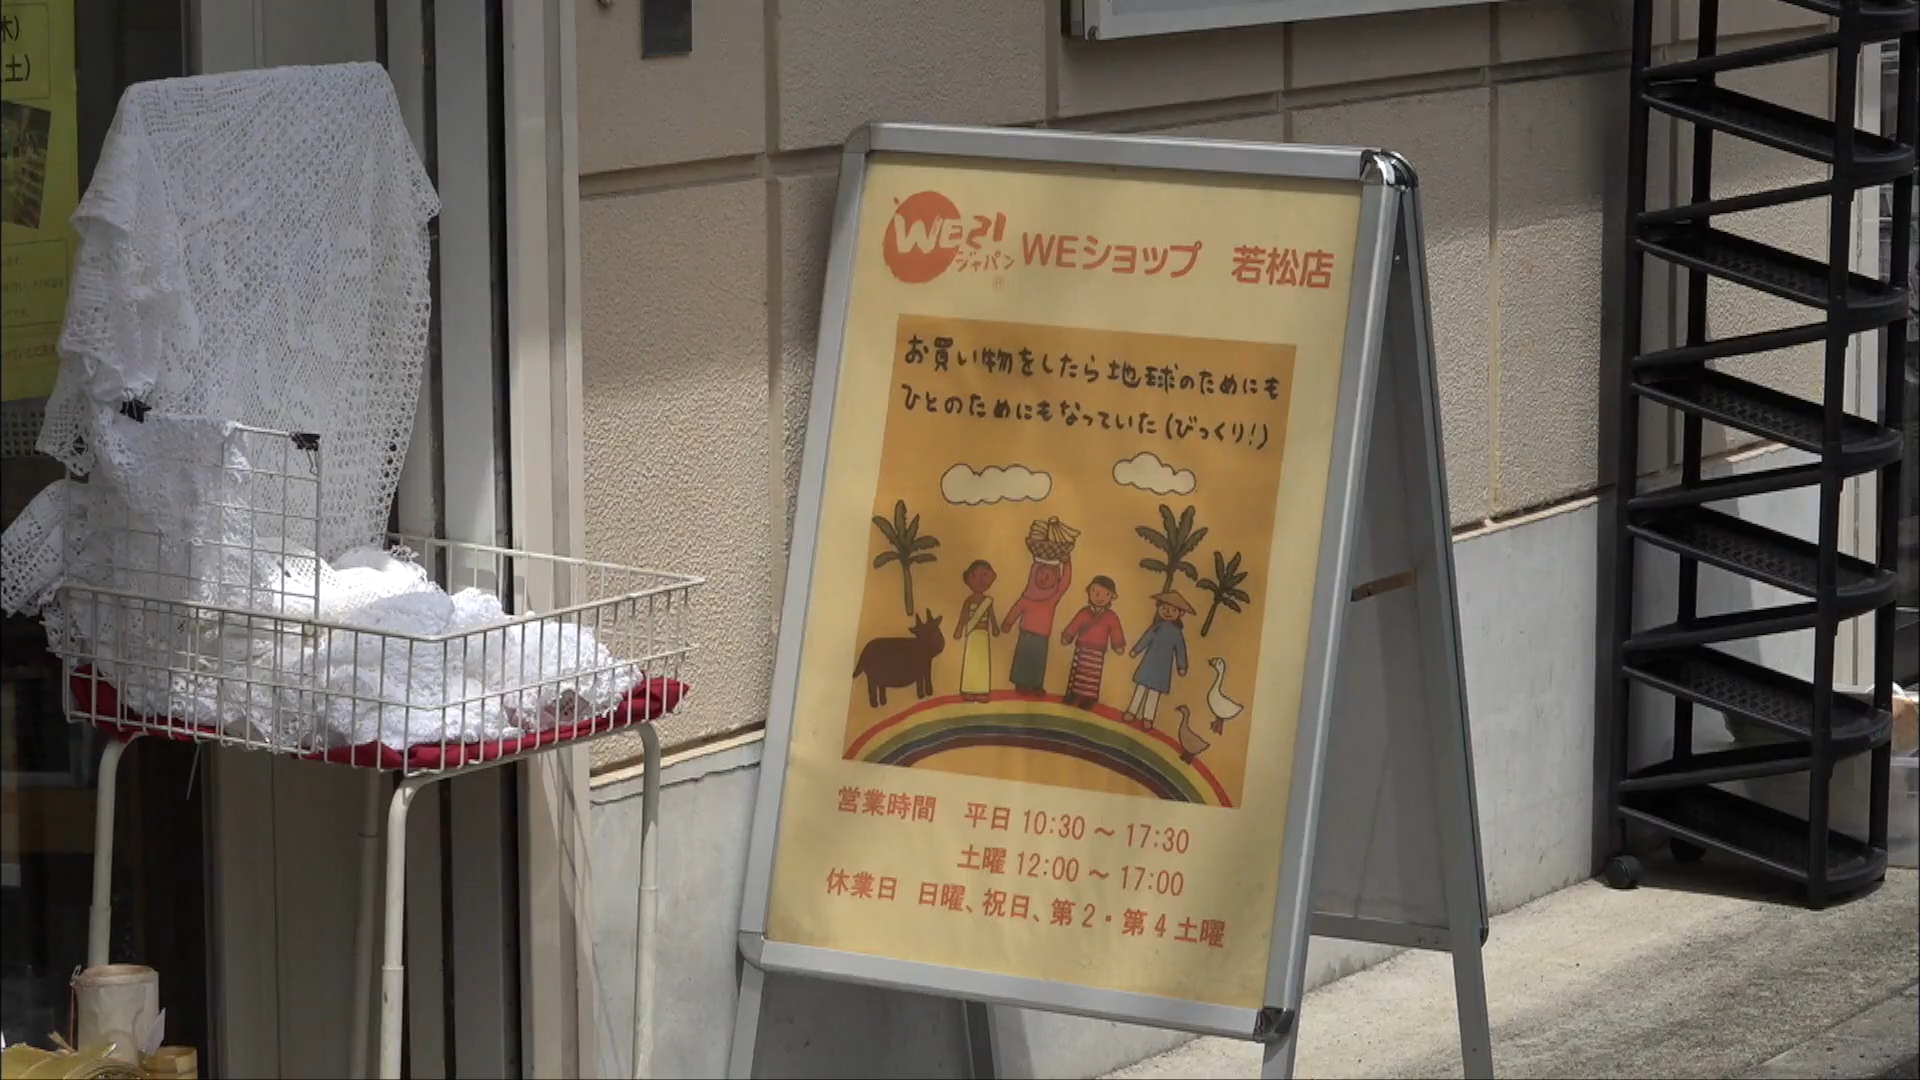 木)
土)
WE21
ジャパン
WEショップ 若松店
お買い物をしたら地球のためにも
ひとのためにもなっていた(びっくり!)
営業時間 平日 10:30 ~ 17:30
土曜 12:00 ~ 17:00
休業日 日曜、祝日、第2・第4土曜